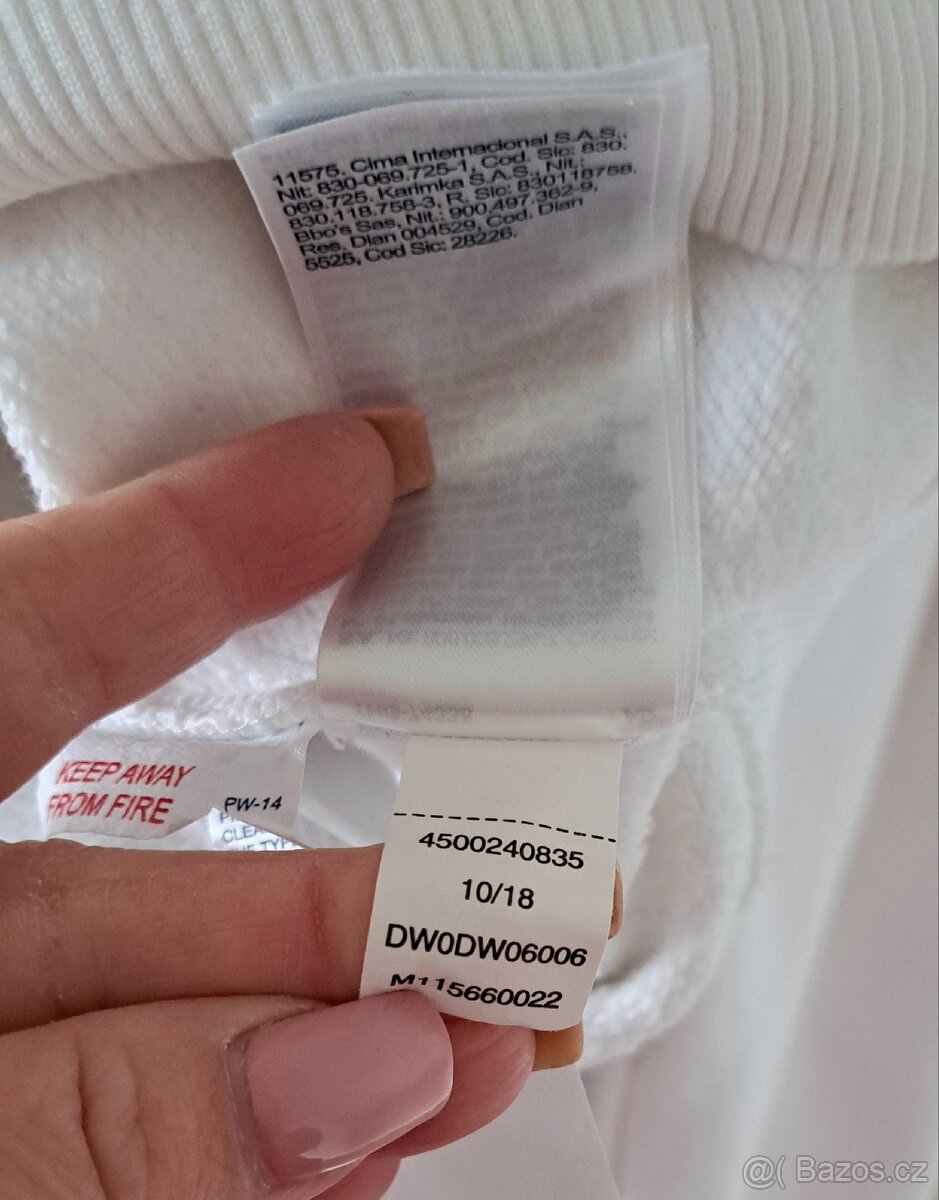 11575. Cima Internacional S.A.S.,
Nit: 830-069.725-1, Cod. Sic: 830.
069.725. Karimka S.A.S., Nit.:
830.118.758-3, R. Sic: 830118758.
Bbc's Sas, Nit.: 900.497.362-9,
Res. Dian 004529, Cod. Dian
5525, Cod Sic: 28226.
KEEP AWAY
FROM FIRE
PW-14
4500240835
10/18
DW0DW06006
M115660022
@( Bazos.cz